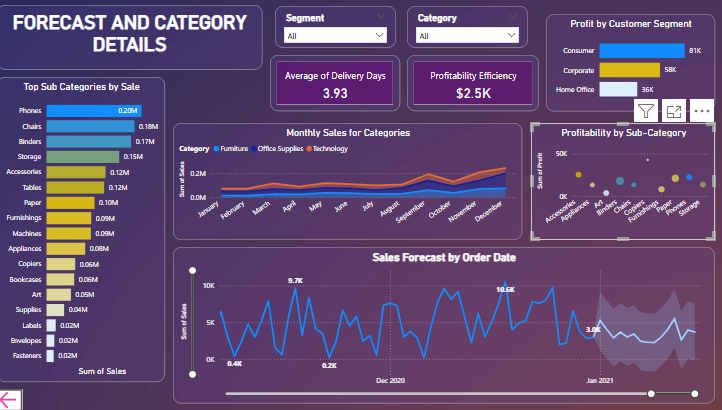 FORECAST AND CATEGORY
DETAILS
Segment
All
Category
All
Average of Delivery Days
3.93
Profitability Efficiency
$2.5K
Profit by Customer Segment
Consumer 81K
Corporate 58K
Home Office 36K
Top Sub Categories by Sale
Phones 0.20M
Chairs 0.18M
Binders 0.17M
Storage 0.15M
Accessories 0.12M
Tables 0.12M
Paper 0.10M
Furnishings 0.09M
Machines 0.09M
Appliances 0.08M
Copiers 0.06M
Bookcases 0.06M
Art 0.05M
Supplies 0.04M
Labels 0.02M
Envelopes 0.02M
Fasteners 0.02M
Sum of Sales
Monthly Sales for Categories
Category Furniture Office Supplies Technology
Sum of Sales
0.2M
0.0M
January February March April May June July August September October November December
Profitability by Sub-Category
Sum of Profit
50K
0K
Accessories Appliances Art Binders Chairs Copiers Furnishings Paper Phones Storage
Sales Forecast by Order Date
Sum of Sales
10K
5K
0K
0.4K
9.7K
0.2K
10.6K
3.0K
Dec 2020
Jan 2021